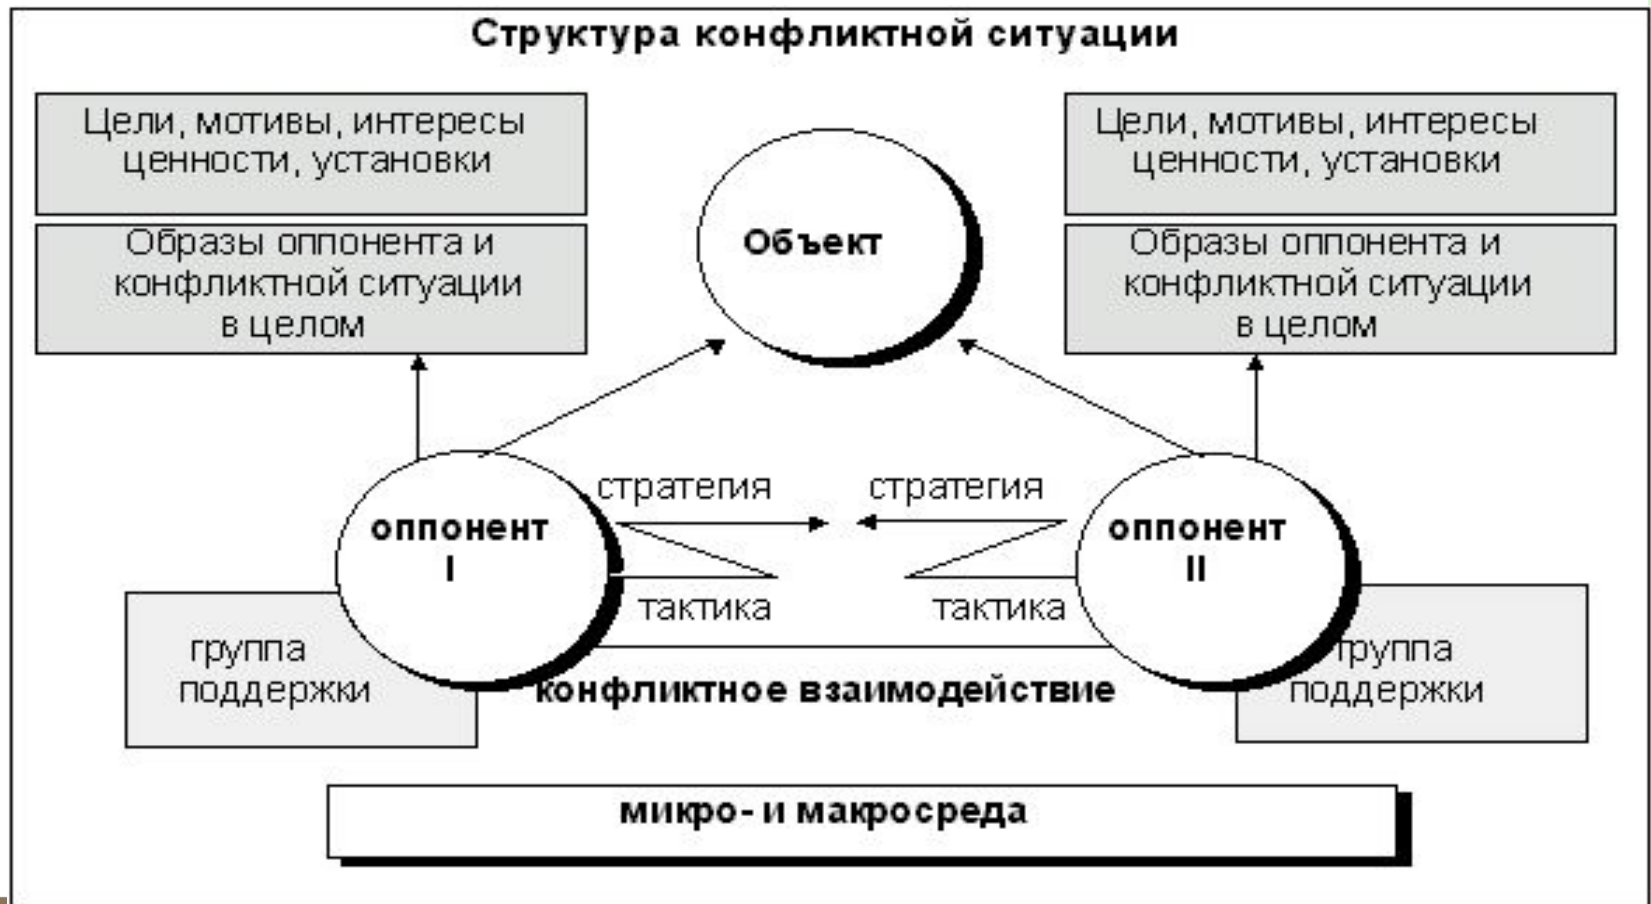 Структура конфликтной ситуации
Цели, мотивы, интересы
ценности, установки
Образы оппонента и
конфликтной ситуации
в целом
Объект
Цели, мотивы, интересы
ценности, установки
Образы оппонента и
конфликтной ситуации
в целом
стратегия
стратегия
оппонент
I
оппонент
II
тактика
тактика
группа
поддержки
группа
поддержки
конфликтное взаимодействие
микро- и макросреда